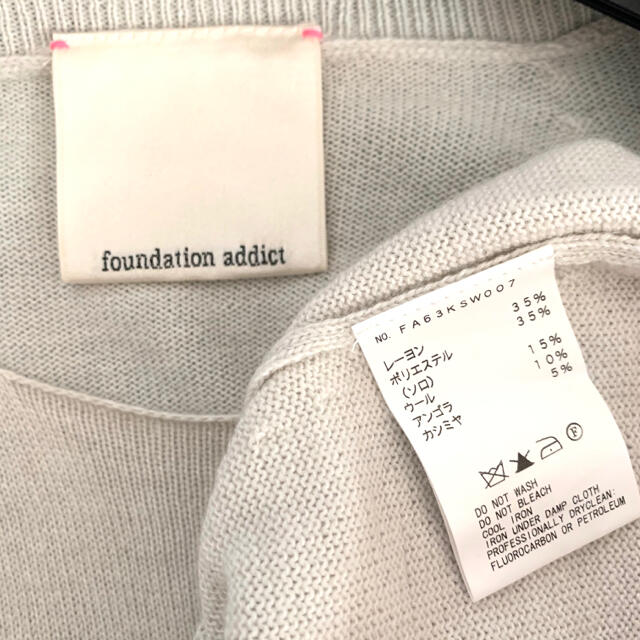 foundation addict
NO. FA63KSW007
レーヨン 35%
ポリエステル 35%
(ソロ)
ウール 15%
アンゴラ 10%
カシミヤ 5%
F
DO NOT WASH
DO NOT BLEACH
COOL IRON
IRON UNDER DAMP CLOTH
PROFESSIONALLY DRYCLEAN:
FLUOROCARBON OR PETROLEUM